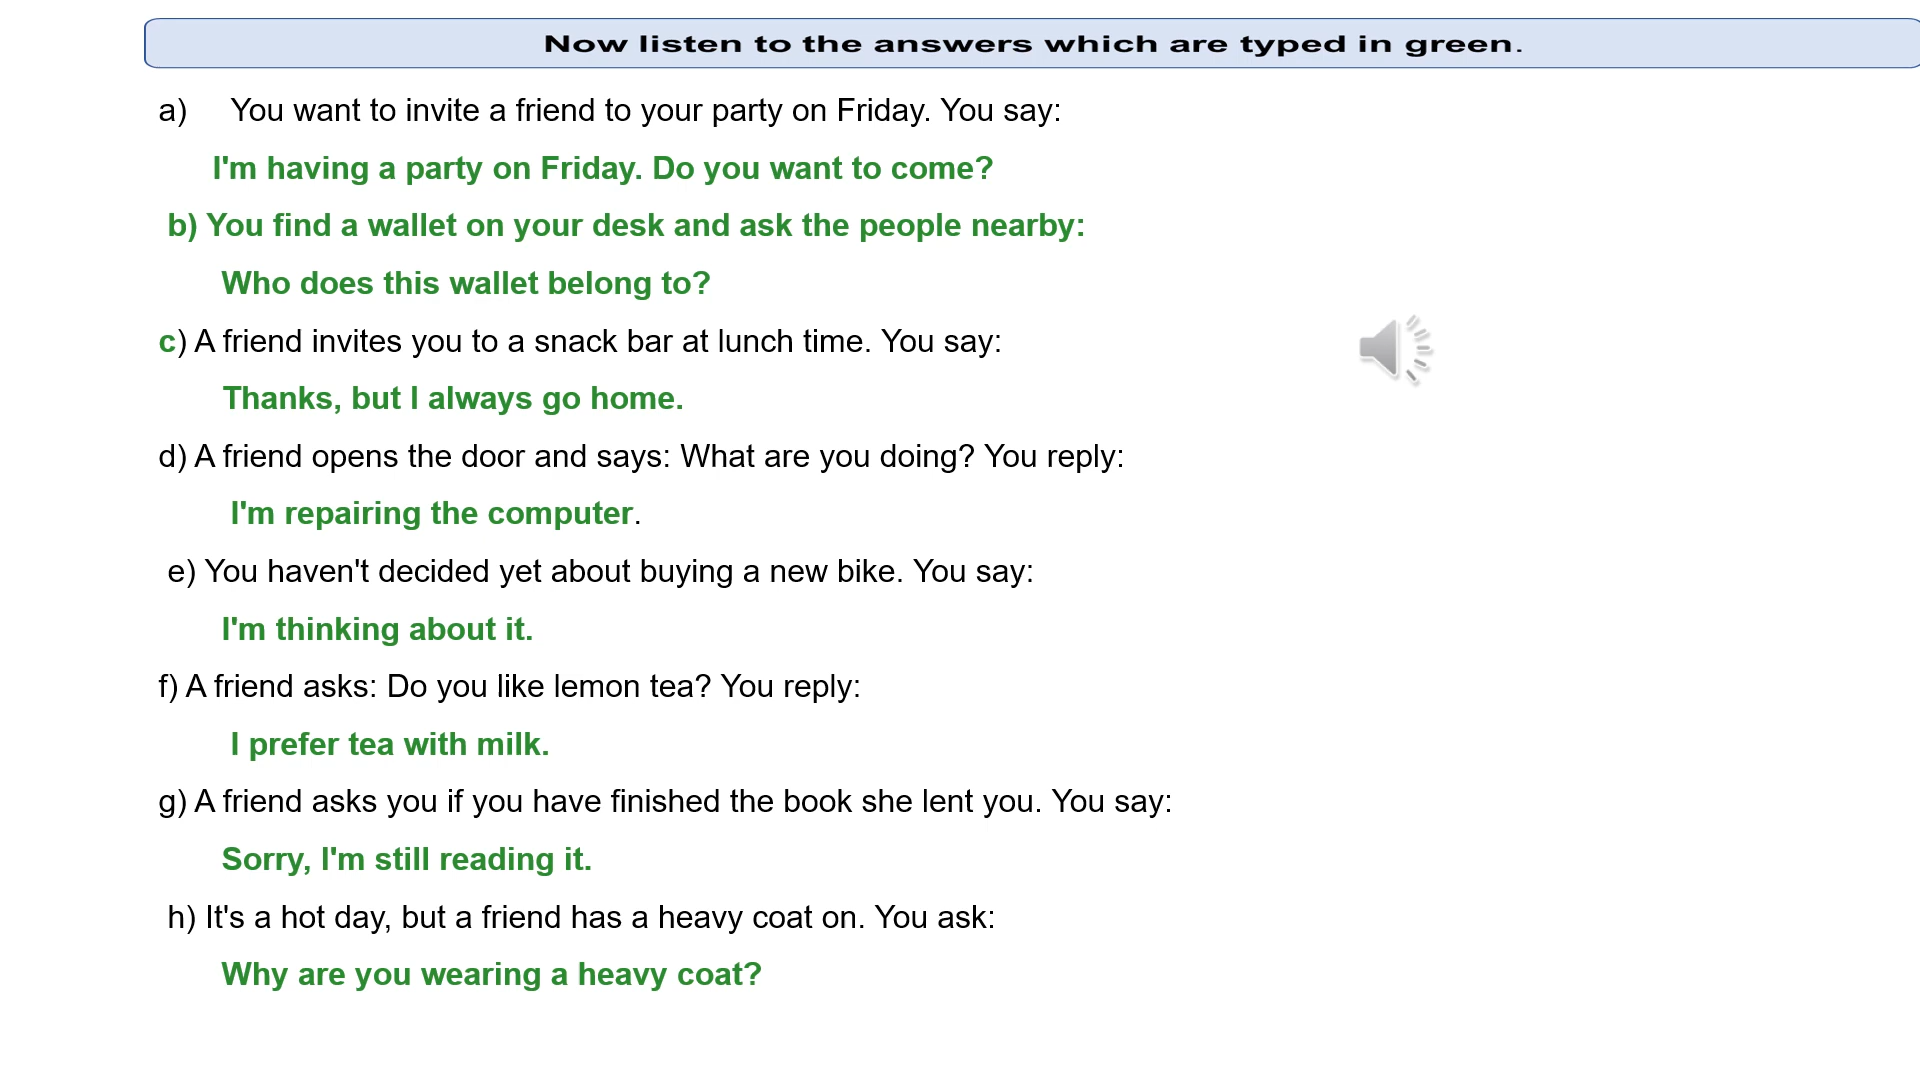 Now listen to the answers which are typed in green.
a) You want to invite a friend to your party on Friday. You say:
I'm having a party on Friday. Do you want to come?
b) You find a wallet on your desk and ask the people nearby:
Who does this wallet belong to?
c) A friend invites you to a snack bar at lunch time. You say:
Thanks, but I always go home.
d) A friend opens the door and says: What are you doing? You reply:
I'm repairing the computer.
e) You haven't decided yet about buying a new bike. You say:
I'm thinking about it.
f) A friend asks: Do you like lemon tea? You reply:
I prefer tea with milk.
g) A friend asks you if you have finished the book she lent you. You say:
Sorry, I'm still reading it.
h) It's a hot day, but a friend has a heavy coat on. You ask:
Why are you wearing a heavy coat?